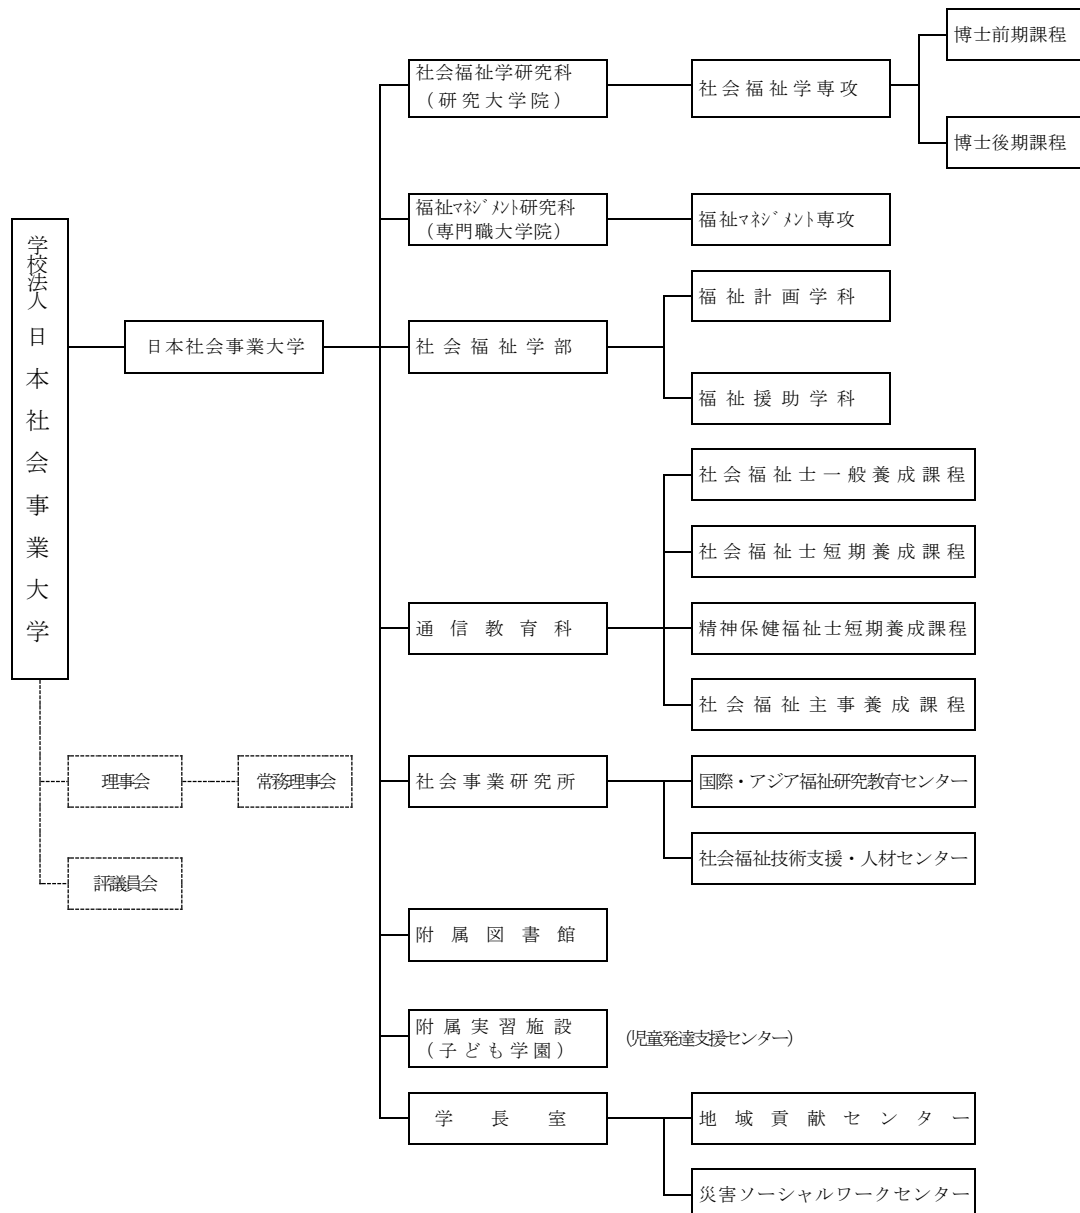 学校法人日本社会事業大学
日本社会事業大学
理事会
常務理事会
評議員会
社会福祉学研究科
（研究大学院）
社会福祉学専攻
博士前期課程
博士後期課程
福祉ﾏﾈｼﾞﾒﾝﾄ研究科
（専門職大学院）
福祉ﾏﾈｼﾞﾒﾝﾄ専攻
社会福祉学部
福祉計画学科
福祉援助学科
通信教育科
社会福祉士一般養成課程
社会福祉士短期養成課程
精神保健福祉士短期養成課程
社会福祉主事養成課程
社会事業研究所
国際・アジア福祉研究教育センター
社会福祉技術支援・人材センター
附属図書館
附属実習施設
（子ども学園）
（児童発達支援センター）
学長室
地域貢献センター
災害ソーシャルワークセンター